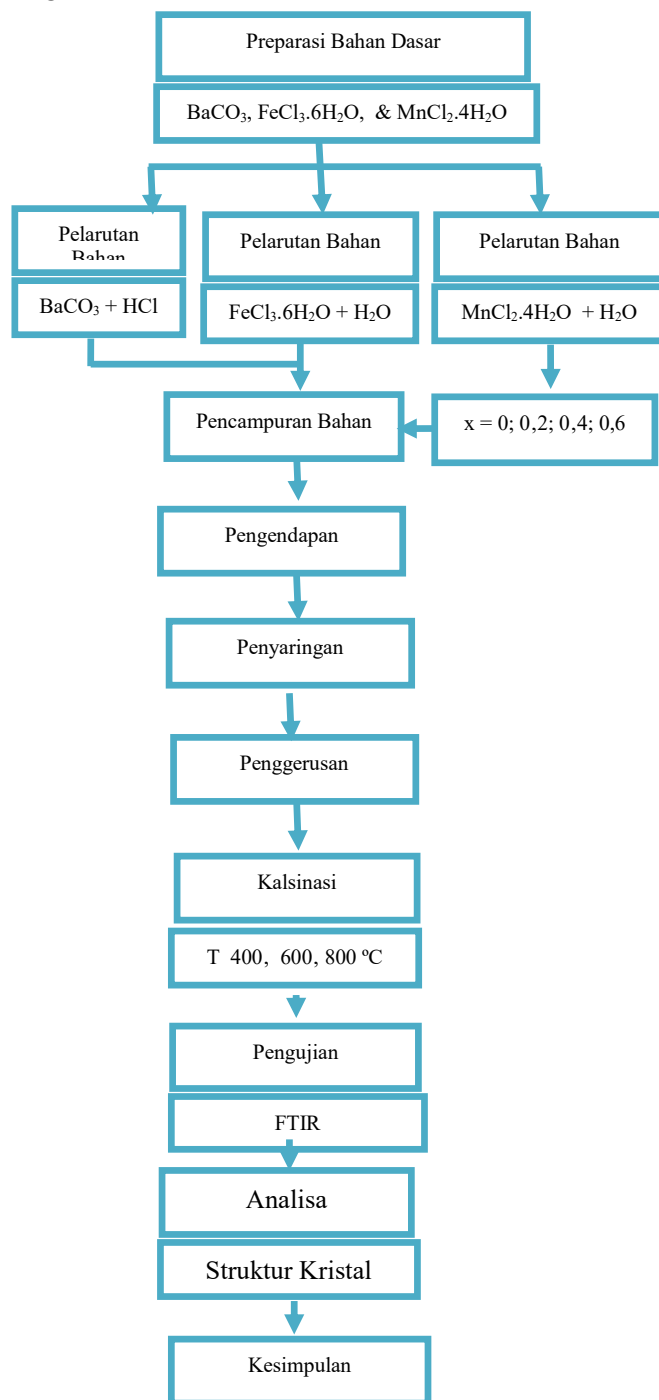 Preparasi Bahan Dasar
BaCO₃, FeCl₃.6H₂O, & MnCl₂.4H₂O
Pelarutan
Bahan
Pelarutan Bahan
Pelarutan Bahan
BaCO₃ + HCl
FeCl₃.6H₂O + H₂O
MnCl₂.4H₂O + H₂O
Pencampuran Bahan
x = 0; 0,2; 0,4; 0,6
Pengendapan
Penyaringan
Penggerusan
Kalsinasi
T 400, 600, 800 ºC
Pengujian
FTIR
Analisa
Struktur Kristal
Kesimpulan